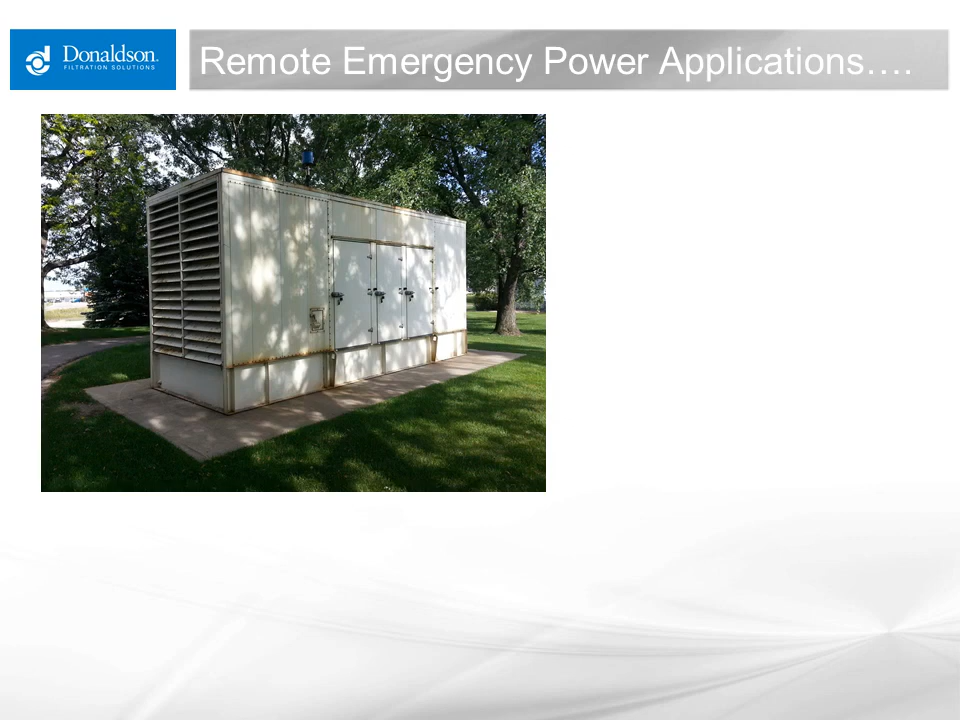 Donaldson
FILTRATION SOLUTIONS
Remote Emergency Power Applications….